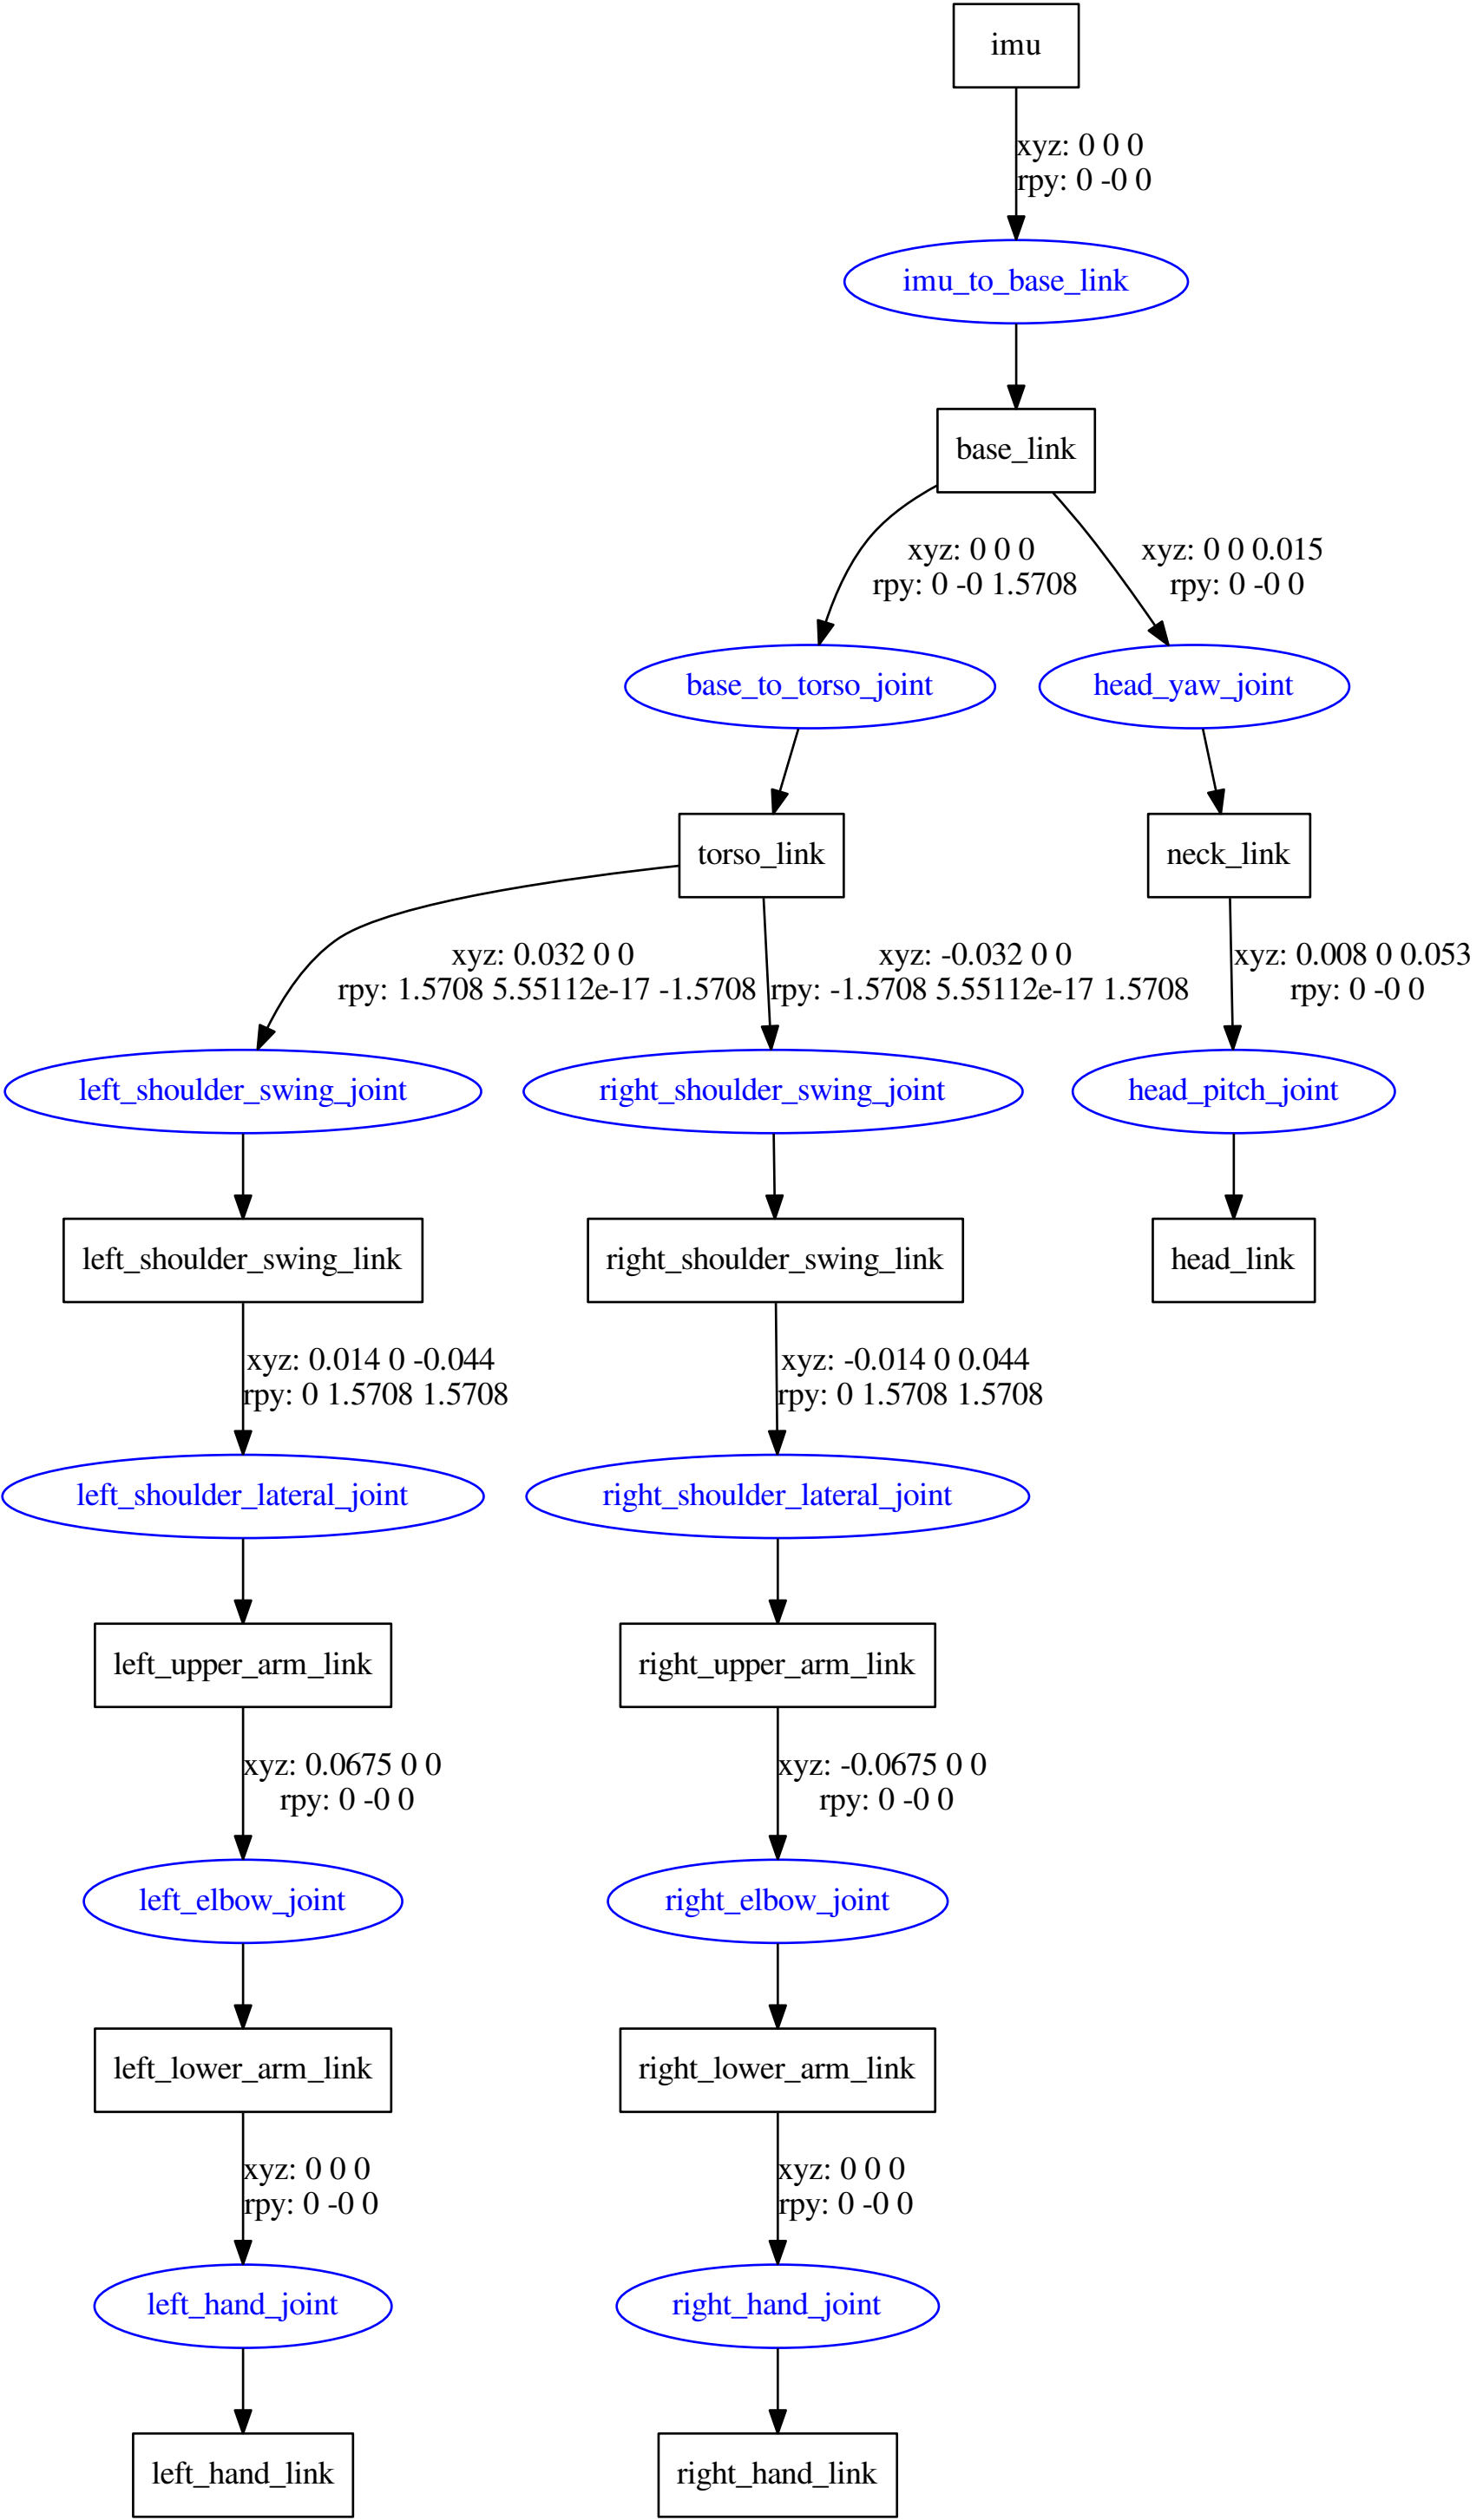 imu
xyz: 0 0 0
rpy: 0 -0 0
imu_to_base_link
base_link
xyz: 0 0 0
rpy: 0 -0 1.5708
xyz: 0 0 0.015
rpy: 0 -0 0
base_to_torso_joint
head_yaw_joint
torso_link
neck_link
xyz: 0.032 0 0
rpy: 1.5708 5.55112e-17 -1.5708
xyz: -0.032 0 0
rpy: -1.5708 5.55112e-17 1.5708
xyz: 0.008 0 0.053
rpy: 0 -0 0
left_shoulder_swing_joint
right_shoulder_swing_joint
head_pitch_joint
left_shoulder_swing_link
right_shoulder_swing_link
head_link
xyz: 0.014 0 -0.044
rpy: 0 1.5708 1.5708
xyz: -0.014 0 0.044
rpy: 0 1.5708 1.5708
left_shoulder_lateral_joint
right_shoulder_lateral_joint
left_upper_arm_link
right_upper_arm_link
xyz: 0.0675 0 0
rpy: 0 -0 0
xyz: -0.0675 0 0
rpy: 0 -0 0
left_elbow_joint
right_elbow_joint
left_lower_arm_link
right_lower_arm_link
xyz: 0 0 0
rpy: 0 -0 0
xyz: 0 0 0
rpy: 0 -0 0
left_hand_joint
right_hand_joint
left_hand_link
right_hand_link